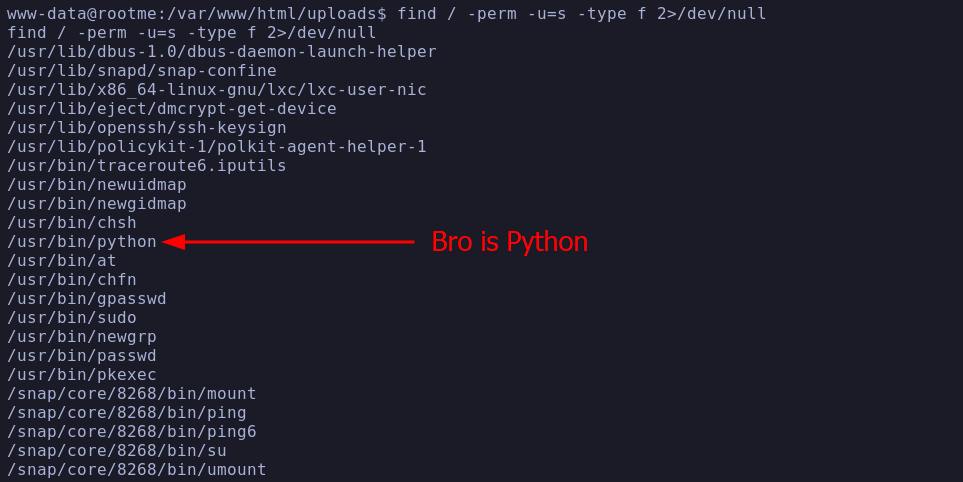 www-data@rootme:/var/www/html/uploads$ find / -perm -u=s -type f 2>/dev/null
find / -perm -u=s -type f 2>/dev/null
/usr/lib/dbus-1.0/dbus-daemon-launch-helper
/usr/lib/snapd/snap-confine
/usr/lib/x86_64-linux-gnu/lxc/lxc-user-nic
/usr/lib/eject/dmcrypt-get-device
/usr/lib/openssh/ssh-keysign
/usr/lib/policykit-1/polkit-agent-helper-1
/usr/bin/traceroute6.iputils
/usr/bin/newuidmap
/usr/bin/newgidmap
/usr/bin/chsh
/usr/bin/python Bro is Python
/usr/bin/at
/usr/bin/chfn
/usr/bin/gpasswd
/usr/bin/sudo
/usr/bin/newgrp
/usr/bin/passwd
/usr/bin/pkexec
/snap/core/8268/bin/mount
/snap/core/8268/bin/ping
/snap/core/8268/bin/ping6
/snap/core/8268/bin/su
/snap/core/8268/bin/umount